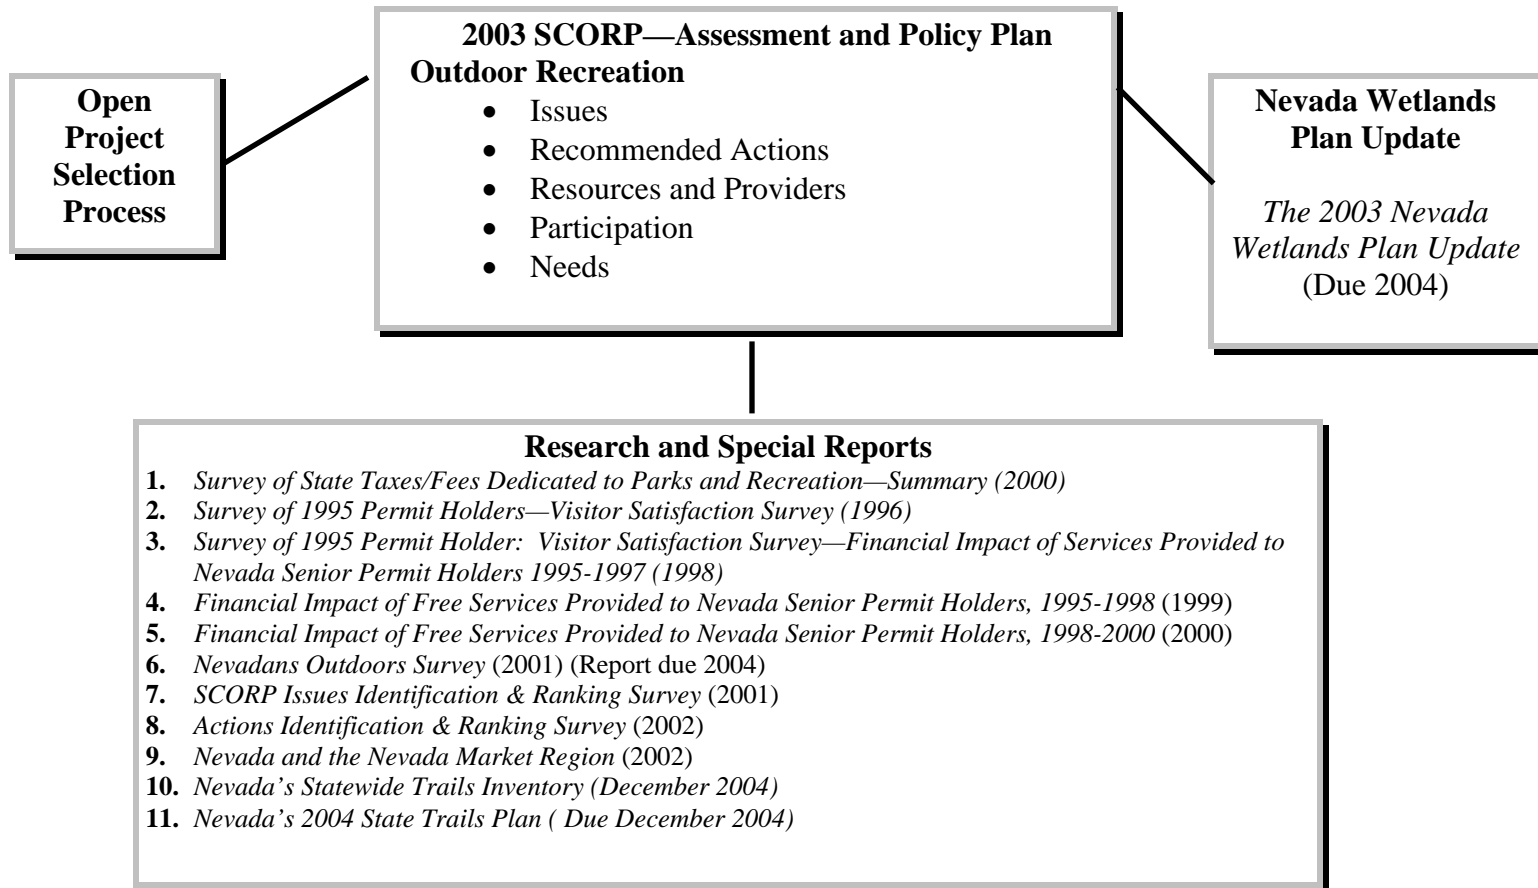 2003 SCORP—Assessment and Policy Plan
Outdoor Recreation
• Issues
• Recommended Actions
• Resources and Providers
• Participation
• Needs
Open
Project
Selection
Process
Nevada Wetlands
Plan Update
The 2003 Nevada
Wetlands Plan Update
(Due 2004)
Research and Special Reports
1. Survey of State Taxes/Fees Dedicated to Parks and Recreation—Summary (2000)
2. Survey of 1995 Permit Holders—Visitor Satisfaction Survey (1996)
3. Survey of 1995 Permit Holder:  Visitor Satisfaction Survey—Financial Impact of Services Provided to
Nevada Senior Permit Holders 1995-1997 (1998)
4. Financial Impact of Free Services Provided to Nevada Senior Permit Holders, 1995-1998 (1999)
5. Financial Impact of Free Services Provided to Nevada Senior Permit Holders, 1998-2000 (2000)
6. Nevadans Outdoors Survey (2001) (Report due 2004)
7. SCORP Issues Identification & Ranking Survey (2001)
8. Actions Identification & Ranking Survey (2002)
9. Nevada and the Nevada Market Region (2002)
10. Nevada’s Statewide Trails Inventory (December 2004)
11. Nevada’s 2004 State Trails Plan ( Due December 2004)